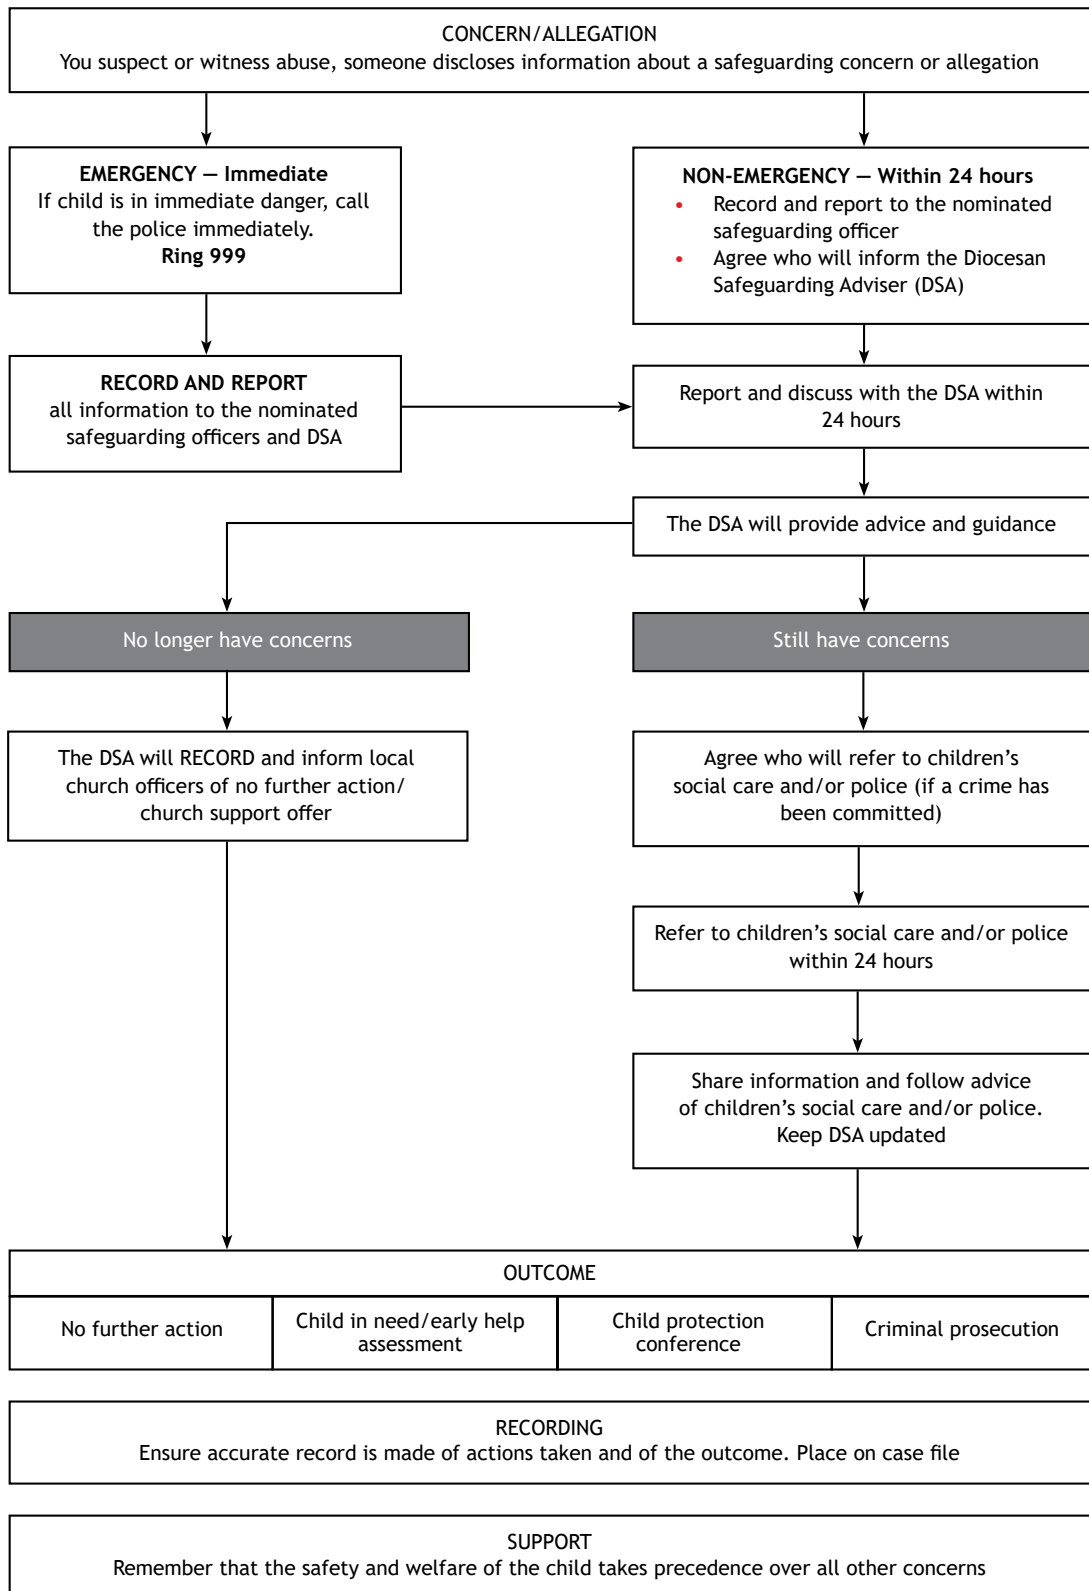 CONCERN/ALLEGATION
You suspect or witness abuse, someone discloses information about a safeguarding concern or allegation
EMERGENCY — Immediate
If child is in immediate danger, call
the police immediately.
Ring 999
NON-EMERGENCY — Within 24 hours
• Record and report to the nominated
safeguarding officer
• Agree who will inform the Diocesan
Safeguarding Adviser (DSA)
RECORD AND REPORT
all information to the nominated
safeguarding officers and DSA
Report and discuss with the DSA within
24 hours
The DSA will provide advice and guidance
No longer have concerns
Still have concerns
The DSA will RECORD and inform local
church officers of no further action/
church support offer
Agree who will refer to children’s
social care and/or police (if a crime has
been committed)
Refer to children’s social care and/or police
within 24 hours
Share information and follow advice
of children’s social care and/or police.
Keep DSA updated
OUTCOME
No further action
Child in need/early help
assessment
Child protection
conference
Criminal prosecution
RECORDING
Ensure accurate record is made of actions taken and of the outcome. Place on case file
SUPPORT
Remember that the safety and welfare of the child takes precedence over all other concerns